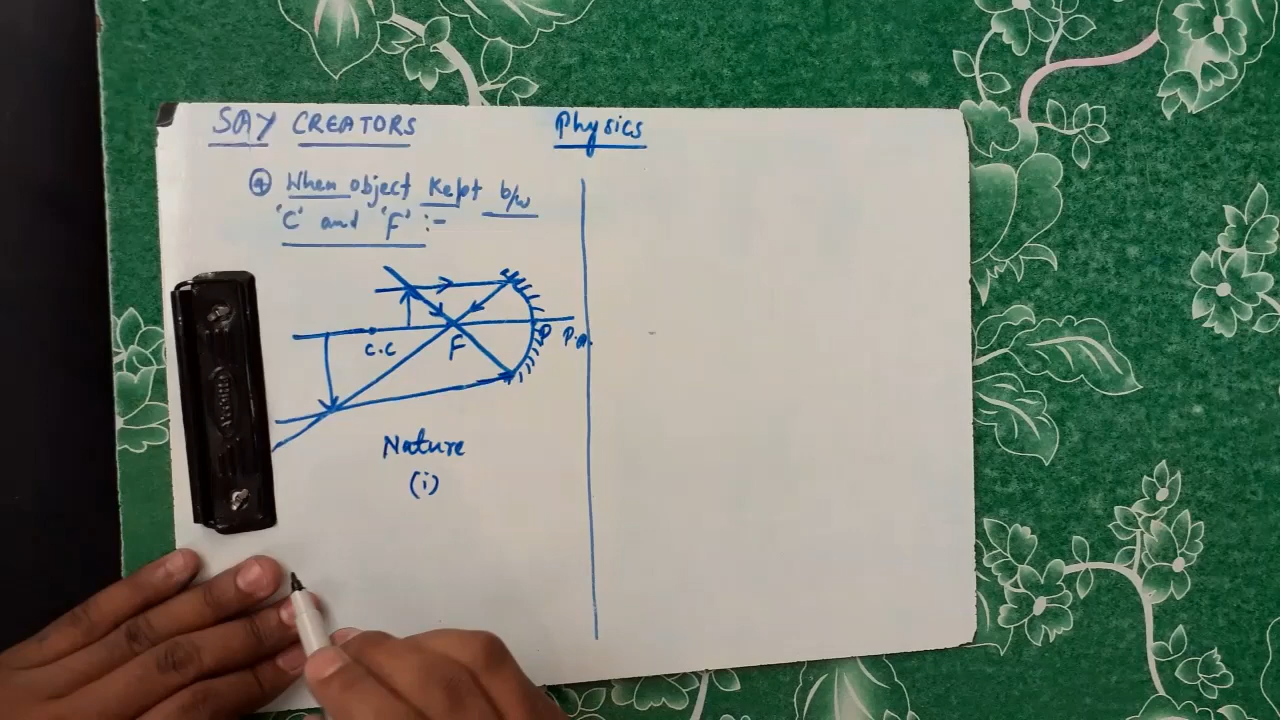 SAY CREATORS
Physics
④ When object Kept b/w
'C' and 'F' :-
C.C
F
P
P.A.
Nature
(i)